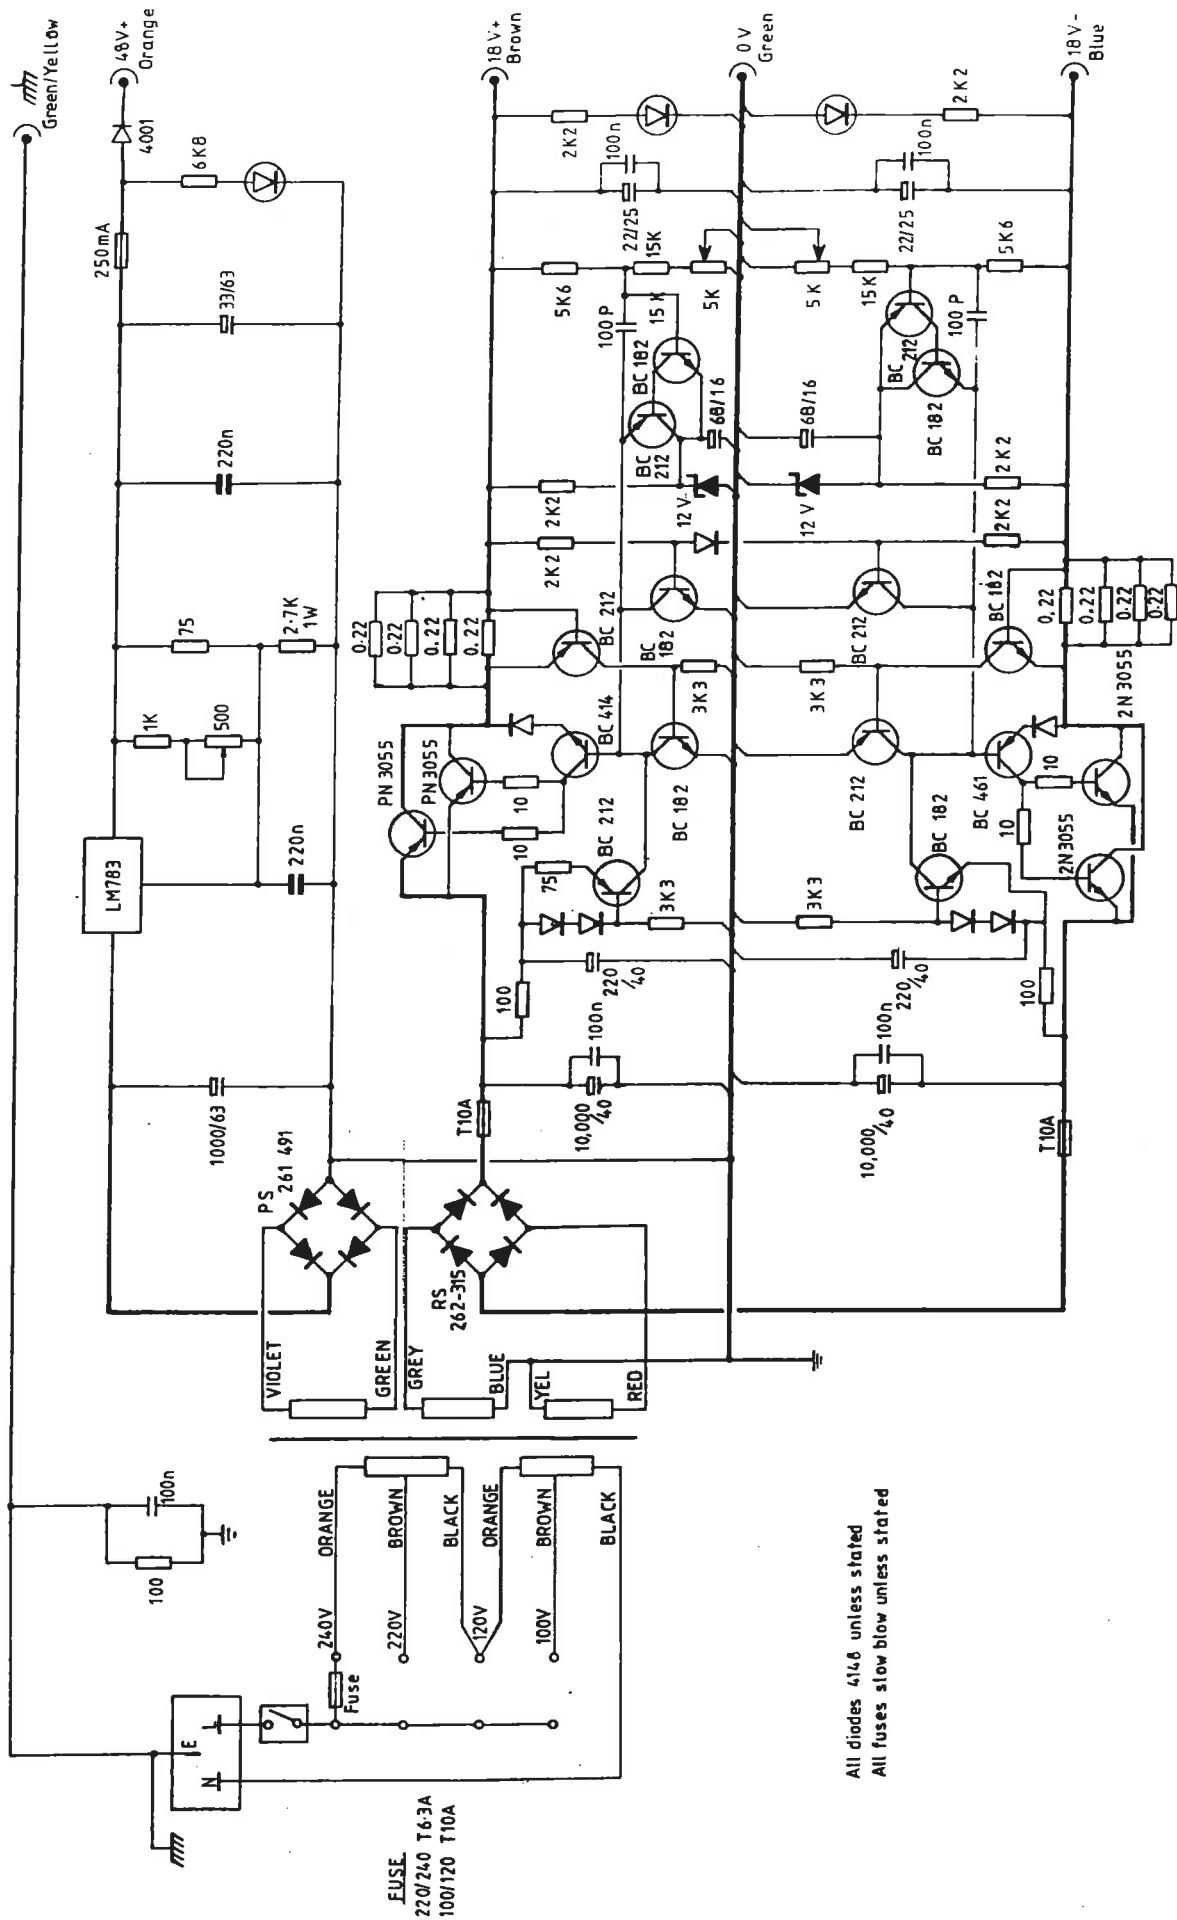 Green/Yellow
48V+
Orange
4001
250mA
6K8
33/63
220n
75
2·7K
1W
1K
500
LM783
220n
1000/63
PS
261 491
VIOLET
GREEN
18V+
Brown
2K2
100n
22/25
5K6
15K
5K
100P
15K
BC 182
BC
212
68/16
2K2
12V
2K2
BC 212
BC
182
0·22
0·22
0·22
0·22
3K3
BC 414
PN3055
PN3055
10
10
BC 182
BC 212
75
3K3
220
/40
100
100n
10,000
/40
T10A
RS
262-315
GREY
BLUE
YEL
RED
0V
Green
18V-
Blue
2K2
100n
22/25
5K
15K
5K6
100P
BC
212
BC 182
68/16
12V
2K2
2K2
BC 212
BC 182
0·22
0·22
0·22
0·22
3K3
BC 212
BC 461
2N3055
10
10
2N3055
BC 182
3K3
220
/40
100
100n
10,000
/40
T10A
100n
100
ORANGE
BROWN
BLACK
ORANGE
BROWN
BLACK
240V
220V
120V
100V
Fuse
L
E
N
FUSE
220/240 T6·3A
100/120 T10A
All diodes 4148 unless stated
All fuses slow blow unless stated